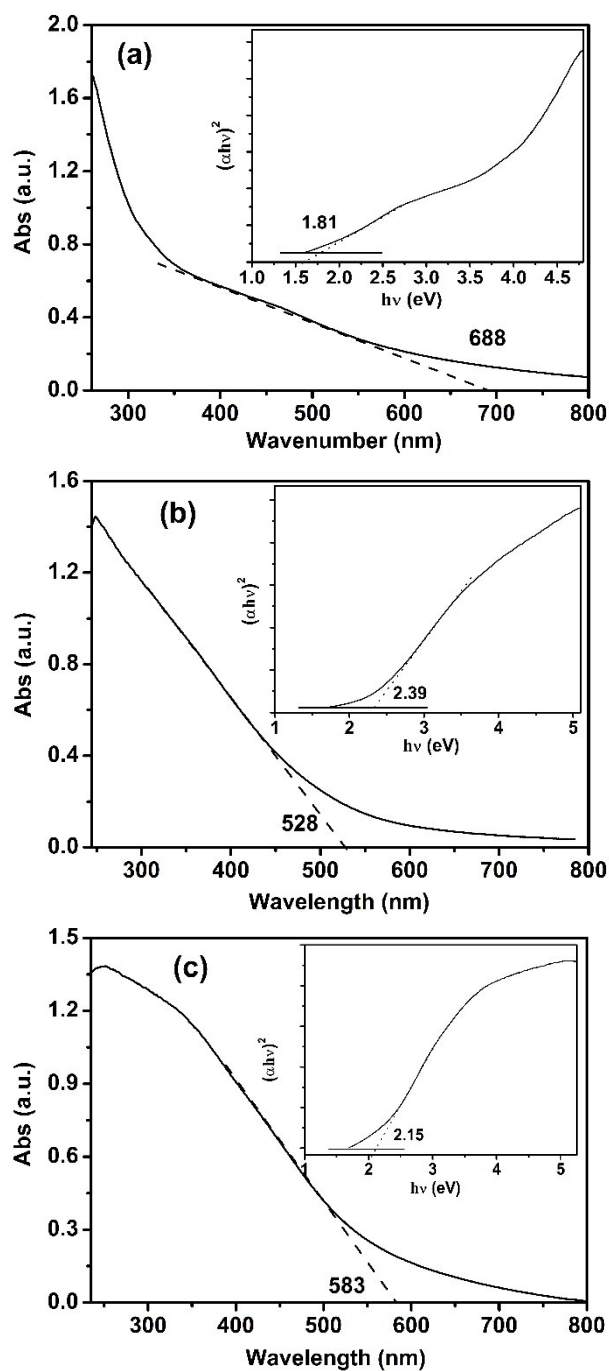 (a)
2.0
1.6
1.2
0.8
0.4
0.0
Abs (a.u.)
300 400 500 600 700 800
Wavenumber (nm)
688
(αhν)²
1.81
1.0 1.5 2.0 2.5 3.0 3.5 4.0 4.5
hν (eV)
(b)
1.6
1.2
0.8
0.4
0.0
Abs (a.u.)
300 400 500 600 700 800
Wavelength (nm)
528
(αhν)²
2.39
1 2 3 4 5
hν (eV)
(c)
1.5
1.2
0.9
0.6
0.3
0.0
Abs (a.u.)
300 400 500 600 700 800
Wavelength (nm)
583
(αhν)²
2.15
1 2 3 4 5
hν (eV)